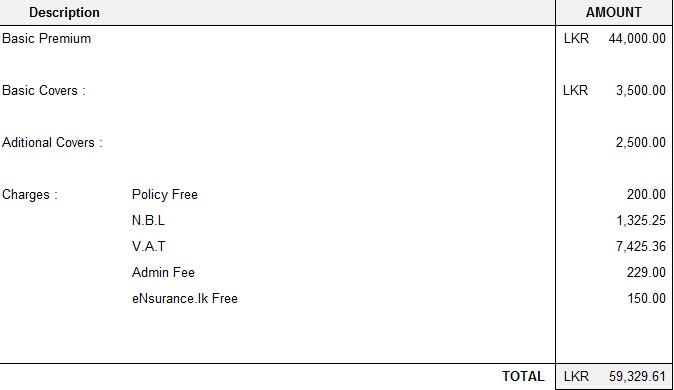 Description AMOUNT
Basic Premium LKR 44,000.00
Basic Covers : LKR 3,500.00
Aditional Covers : 2,500.00
Charges : Policy Free 200.00
N.B.L 1,325.25
V.A.T 7,425.36
Admin Fee 229.00
eNsurance.lk Free 150.00
TOTAL LKR 59,329.61